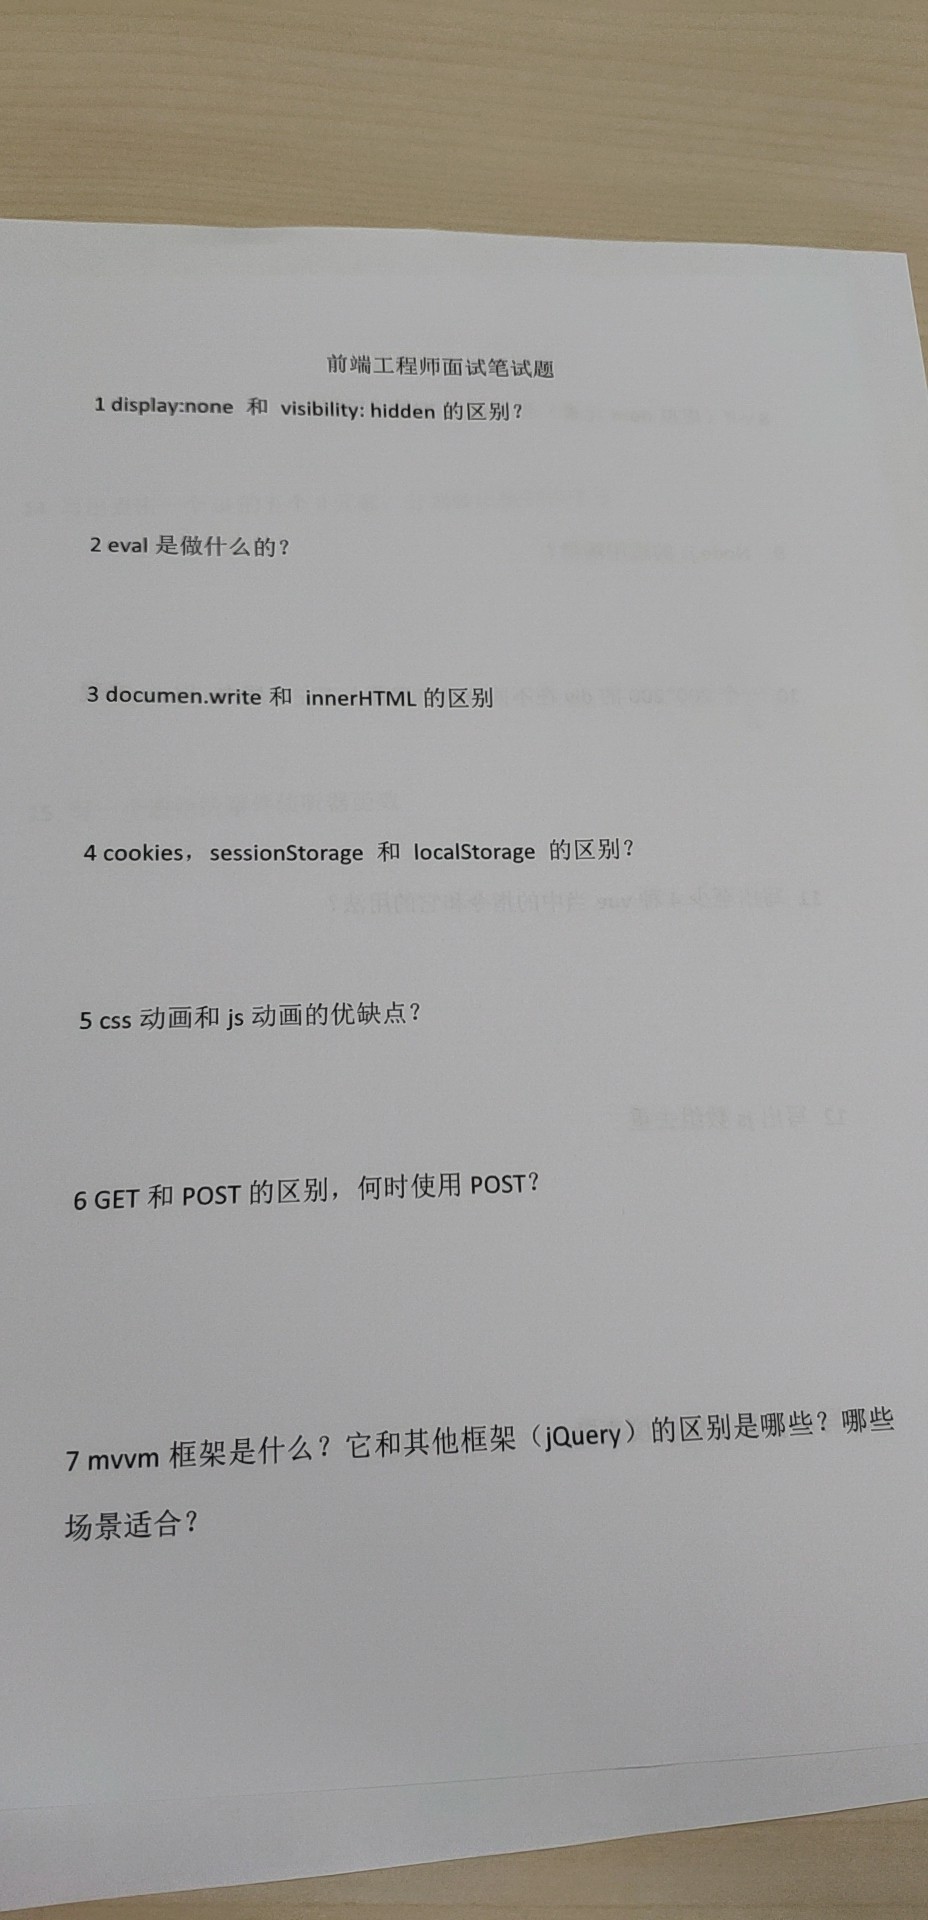 前端工程师面试笔试题
1 display:none 和 visibility: hidden 的区别?
2 eval 是做什么的?
3 documen.write 和 innerHTML 的区别
4 cookies， sessionStorage 和 localStorage 的区别?
5 css 动画和 js 动画的优缺点?
6 GET 和 POST 的区别，何时使用 POST?
7 mvvm 框架是什么? 它和其他框架（jQuery）的区别是哪些? 哪些
场景适合?